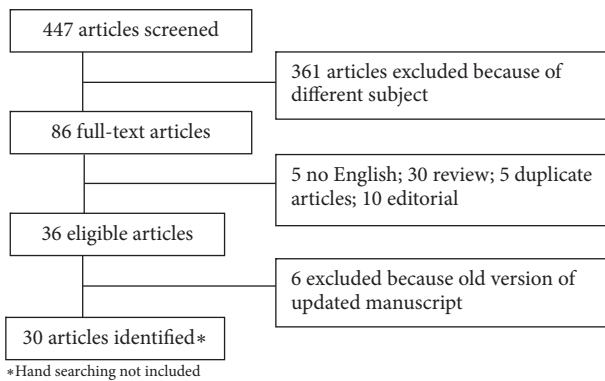 447 articles screened
361 articles excluded because of
different subject
86 full-text articles
5 no English; 30 review; 5 duplicate
articles; 10 editorial
36 eligible articles
6 excluded because old version of
updated manuscript
30 articles identified∗
∗Hand searching not included